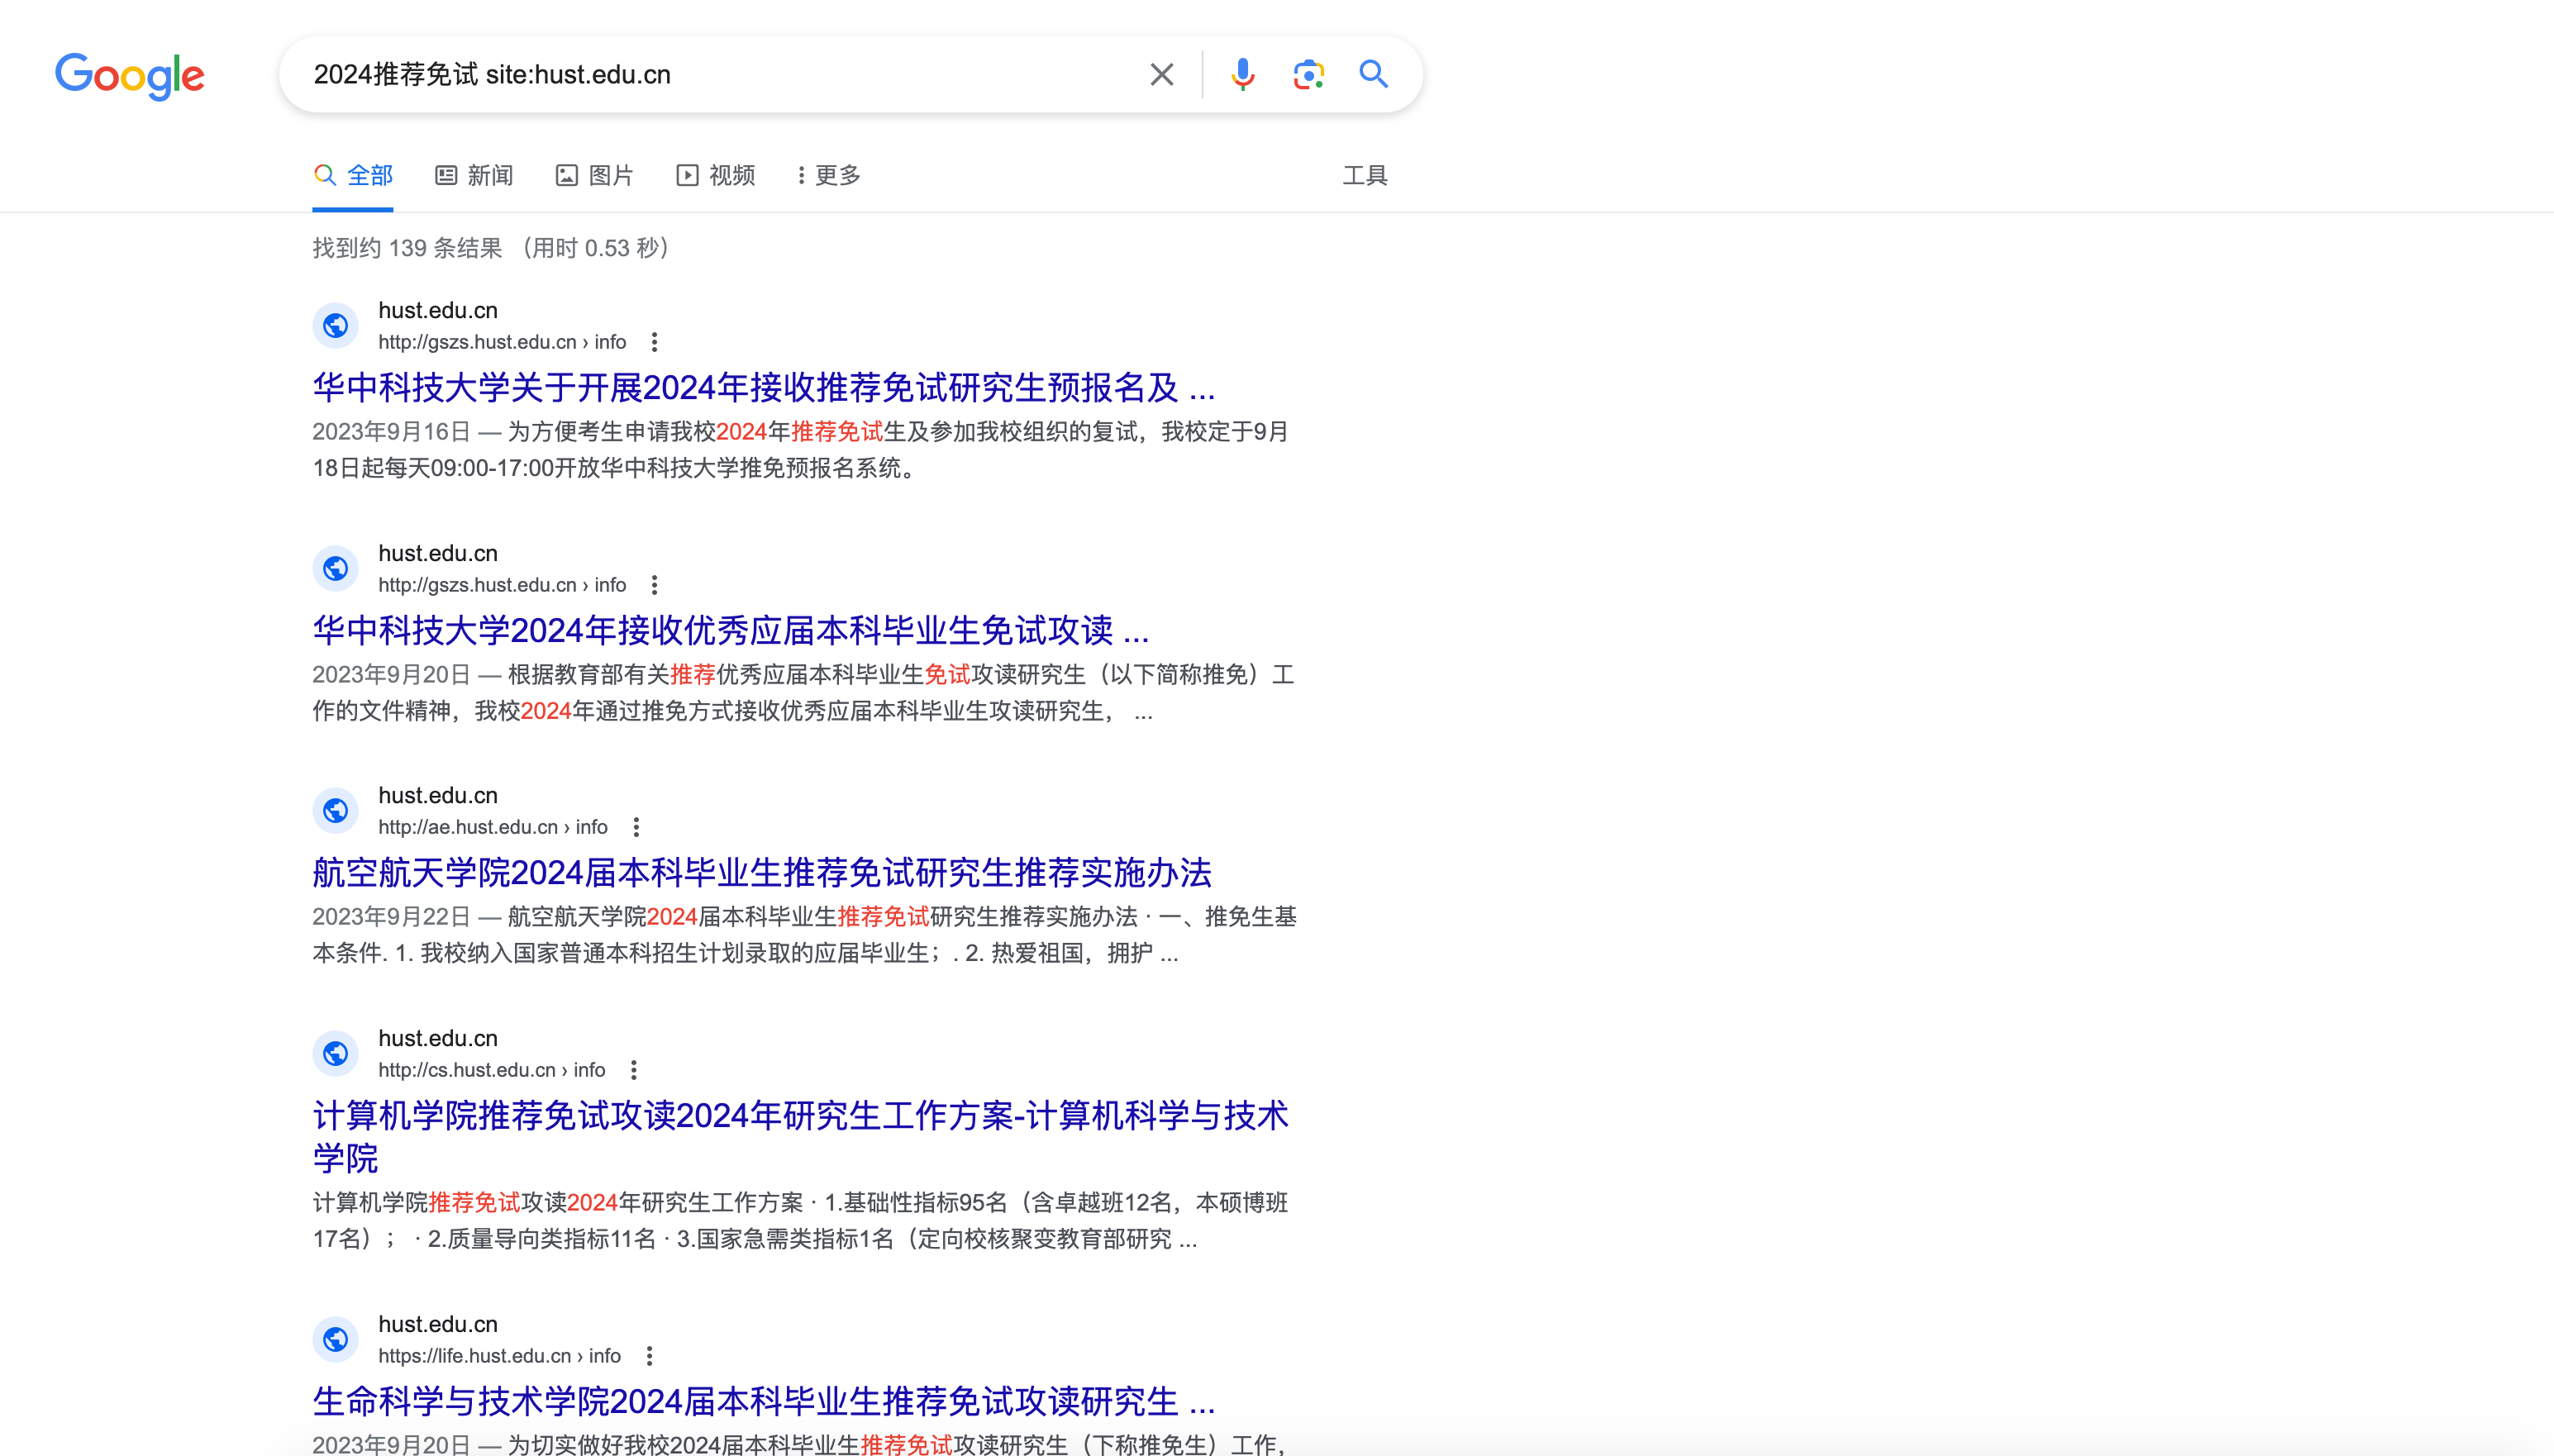 Google
2024推荐免试 site:hust.edu.cn
全部 新闻 图片 视频 更多 工具
找到约 139 条结果 （用时 0.53 秒）
hust.edu.cn
http://gszs.hust.edu.cn › info
华中科技大学关于开展2024年接收推荐免试研究生预报名及 ...
2023年9月16日 — 为方便考生申请我校2024年推荐免试生及参加我校组织的复试，我校定于9月
18日起每天09:00-17:00开放华中科技大学推免预报名系统。
hust.edu.cn
http://gszs.hust.edu.cn › info
华中科技大学2024年接收优秀应届本科毕业生免试攻读 ...
2023年9月20日 — 根据教育部有关推荐优秀应届本科毕业生免试攻读研究生（以下简称推免）工
作的文件精神，我校2024年通过推免方式接收优秀应届本科毕业生攻读研究生， ...
hust.edu.cn
http://ae.hust.edu.cn › info
航空航天学院2024届本科毕业生推荐免试研究生推荐实施办法
2023年9月22日 — 航空航天学院2024届本科毕业生推荐免试研究生推荐实施办法 · 一、推免生基
本条件. 1. 我校纳入国家普通本科招生计划录取的应届毕业生；. 2. 热爱祖国，拥护 ...
hust.edu.cn
http://cs.hust.edu.cn › info
计算机学院推荐免试攻读2024年研究生工作方案-计算机科学与技术
学院
计算机学院推荐免试攻读2024年研究生工作方案 · 1.基础性指标95名（含卓越班12名，本硕博班
17名）； · 2.质量导向类指标11名 · 3.国家急需类指标1名（定向校核聚变教育部研究 ...
hust.edu.cn
https://life.hust.edu.cn › info
生命科学与技术学院2024届本科毕业生推荐免试攻读研究生 ...
2023年9月20日 — 为切实做好我校2024届本科毕业生推荐免试攻读研究生（下称推免生）工作，